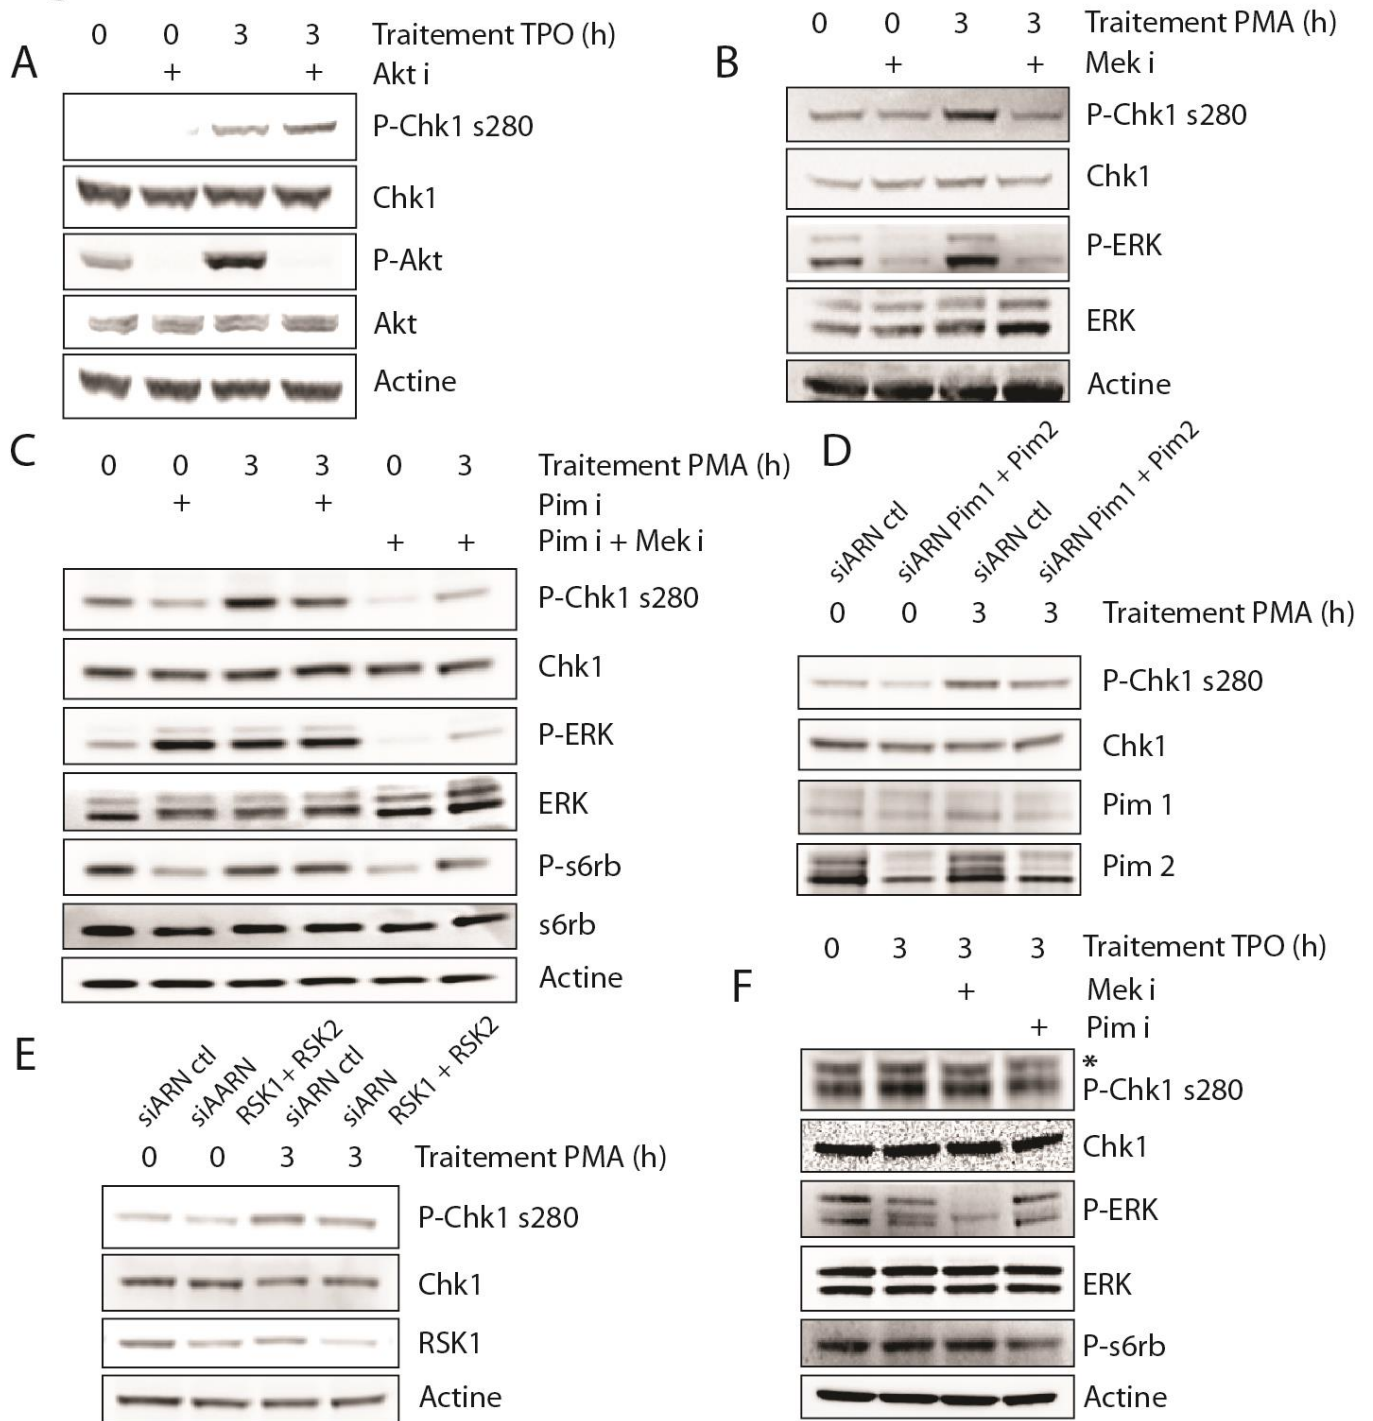 A
0 0 3 3 Traitement TPO (h)
+ + Akt i
P-Chk1 s280
Chk1
P-Akt
Akt
Actine
B
0 0 3 3 Traitement PMA (h)
+ + Mek i
P-Chk1 s280
Chk1
P-ERK
ERK
Actine
C
0 0 3 3 0 3 Traitement PMA (h)
+ + Pim i
+ + Pim i + Mek i
P-Chk1 s280
Chk1
P-ERK
ERK
P-s6rb
s6rb
Actine
D
siARN ctl
siARN Pim1 + Pim2
siARN ctl
siARN Pim1 + Pim2
0 0 3 3 Traitement PMA (h)
P-Chk1 s280
Chk1
Pim 1
Pim 2
E
siARN ctl
siAARN
RSK1 + RSK2
siARN ctl
siARN
RSK1 + RSK2
0 0 3 3 Traitement PMA (h)
P-Chk1 s280
Chk1
RSK1
Actine
F
0 3 3 3 Traitement TPO (h)
+ Mek i
+ Pim i
*
P-Chk1 s280
Chk1
P-ERK
ERK
P-s6rb
Actine